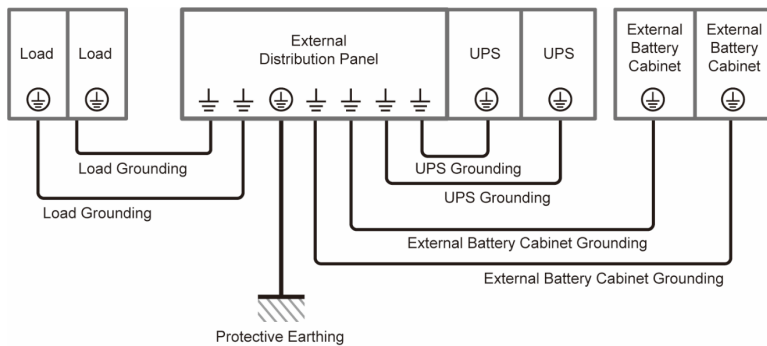 Load
Load
External
Distribution Panel
UPS
UPS
External
Battery
Cabinet
External
Battery
Cabinet
Load Grounding
UPS Grounding
UPS Grounding
Load Grounding
External Battery Cabinet Grounding
External Battery Cabinet Grounding
Protective Earthing